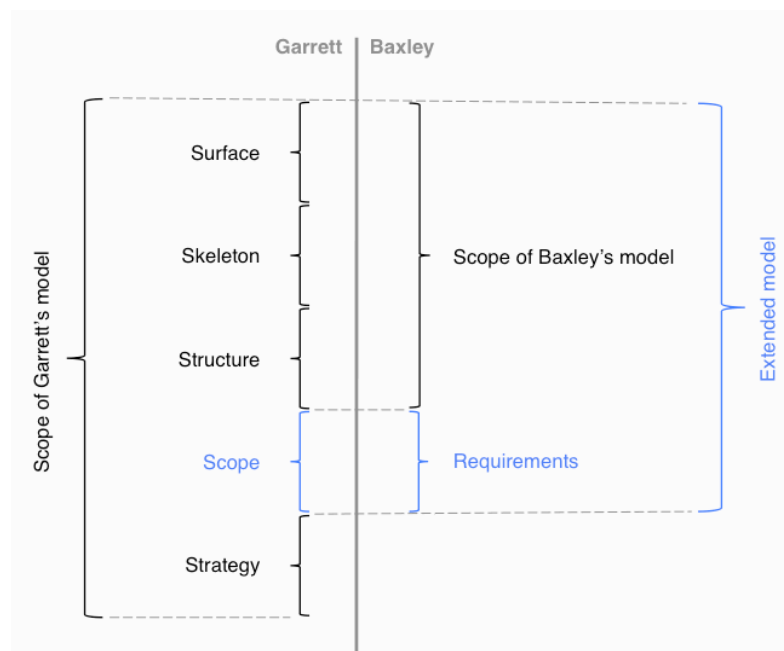 Garrett Baxley
Surface
Skeleton
Structure
Scope
Strategy
Scope of Garrett's model
Scope of Baxley's model
Requirements
Extended model